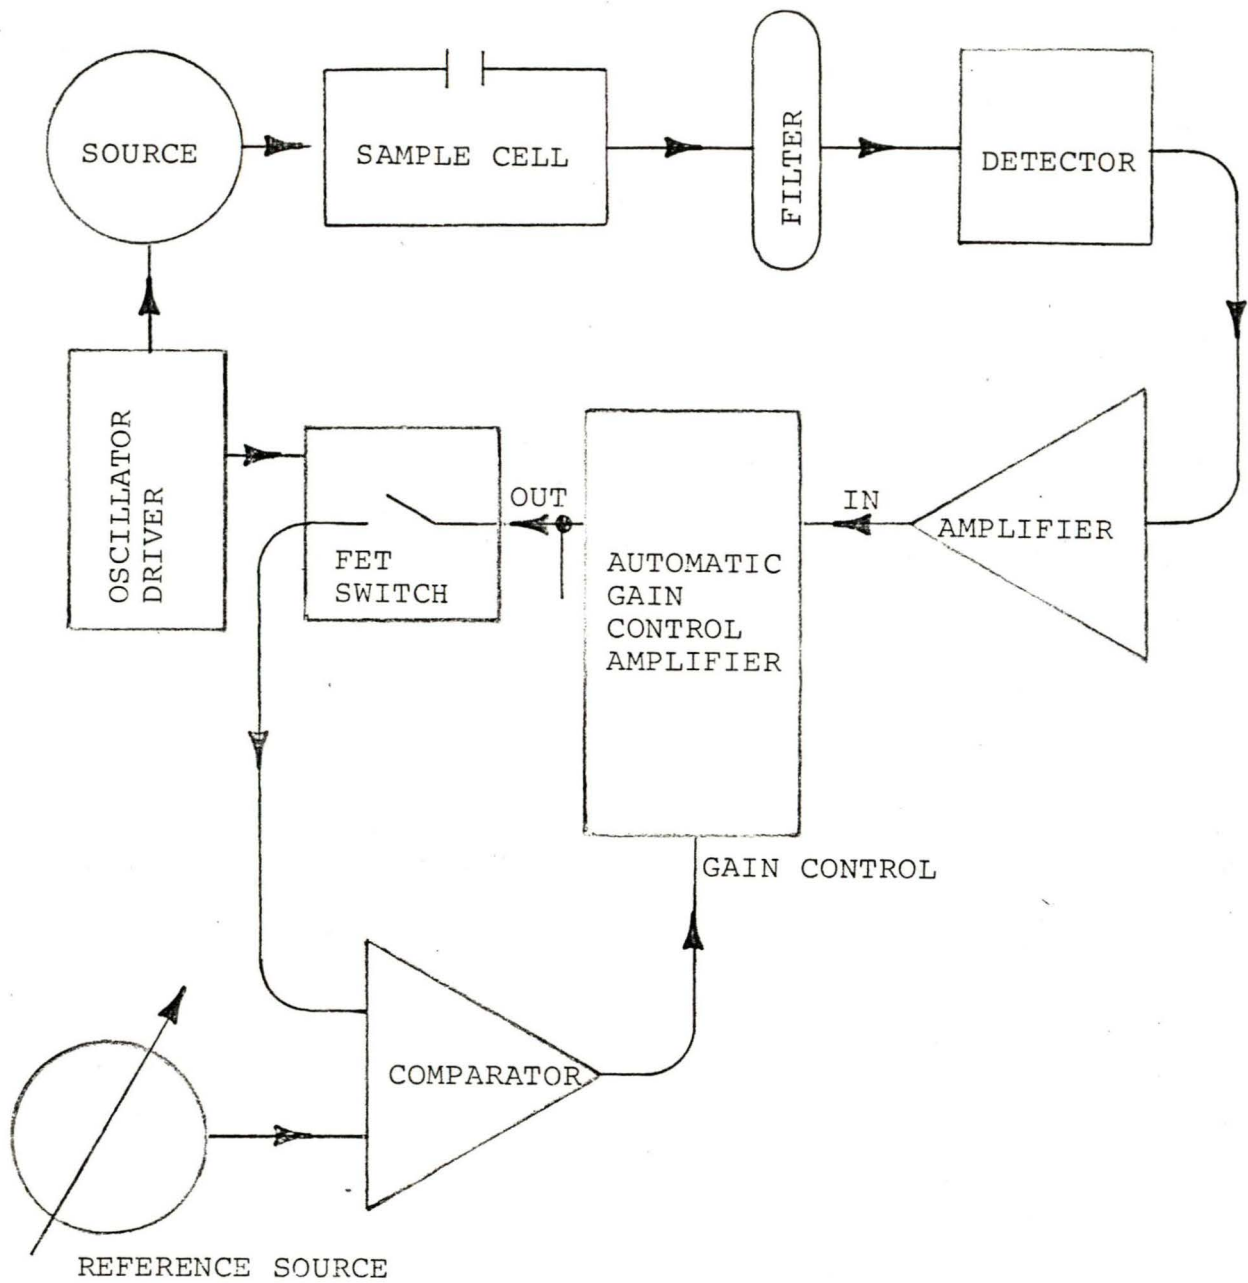 SOURCE
SAMPLE CELL
FILTER
DETECTOR
OSCILLATOR
DRIVER
FET
SWITCH
OUT
AUTOMATIC
GAIN
CONTROL
AMPLIFIER
IN
AMPLIFIER
GAIN CONTROL
COMPARATOR
REFERENCE SOURCE